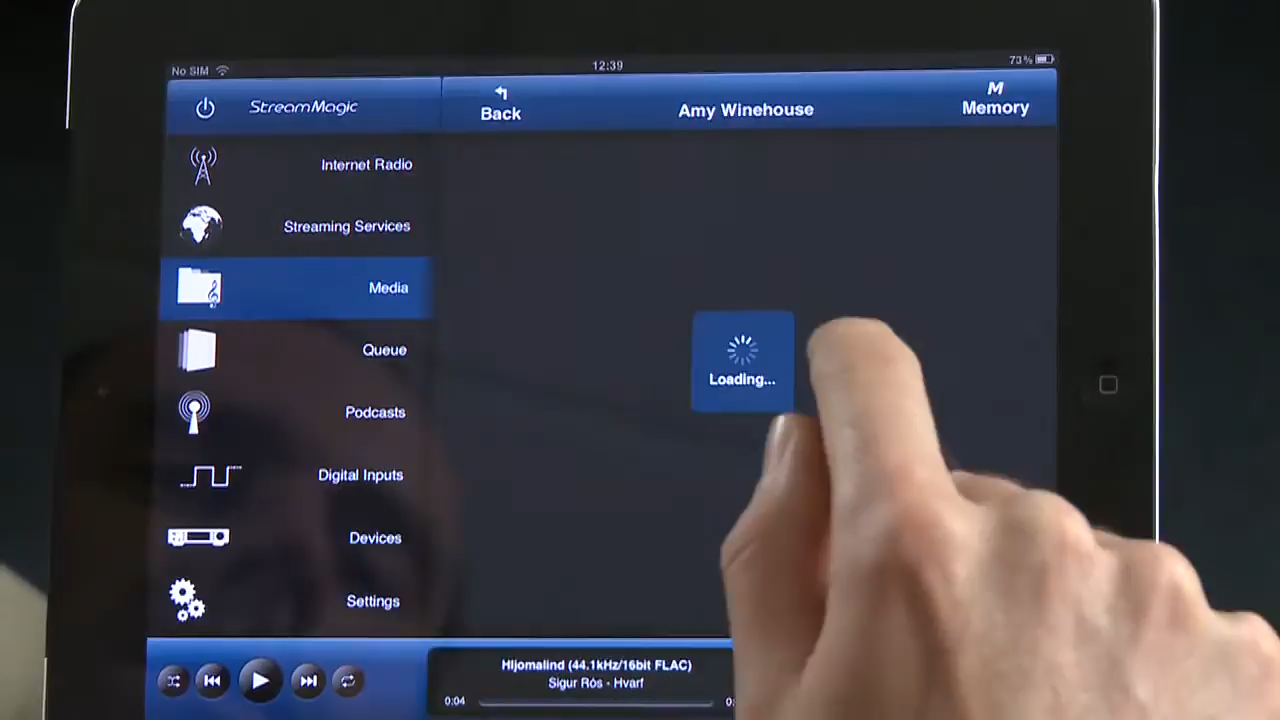 No SIM
12:39
73%
StreamMagic
Back
Amy Winehouse
M
Memory
Internet Radio
Streaming Services
Media
Queue
Podcasts
Digital Inputs
Devices
Settings
Loading...
Hljomalind (44.1kHz/16bit FLAC)
Sigur Rós - Hvarf
0:04